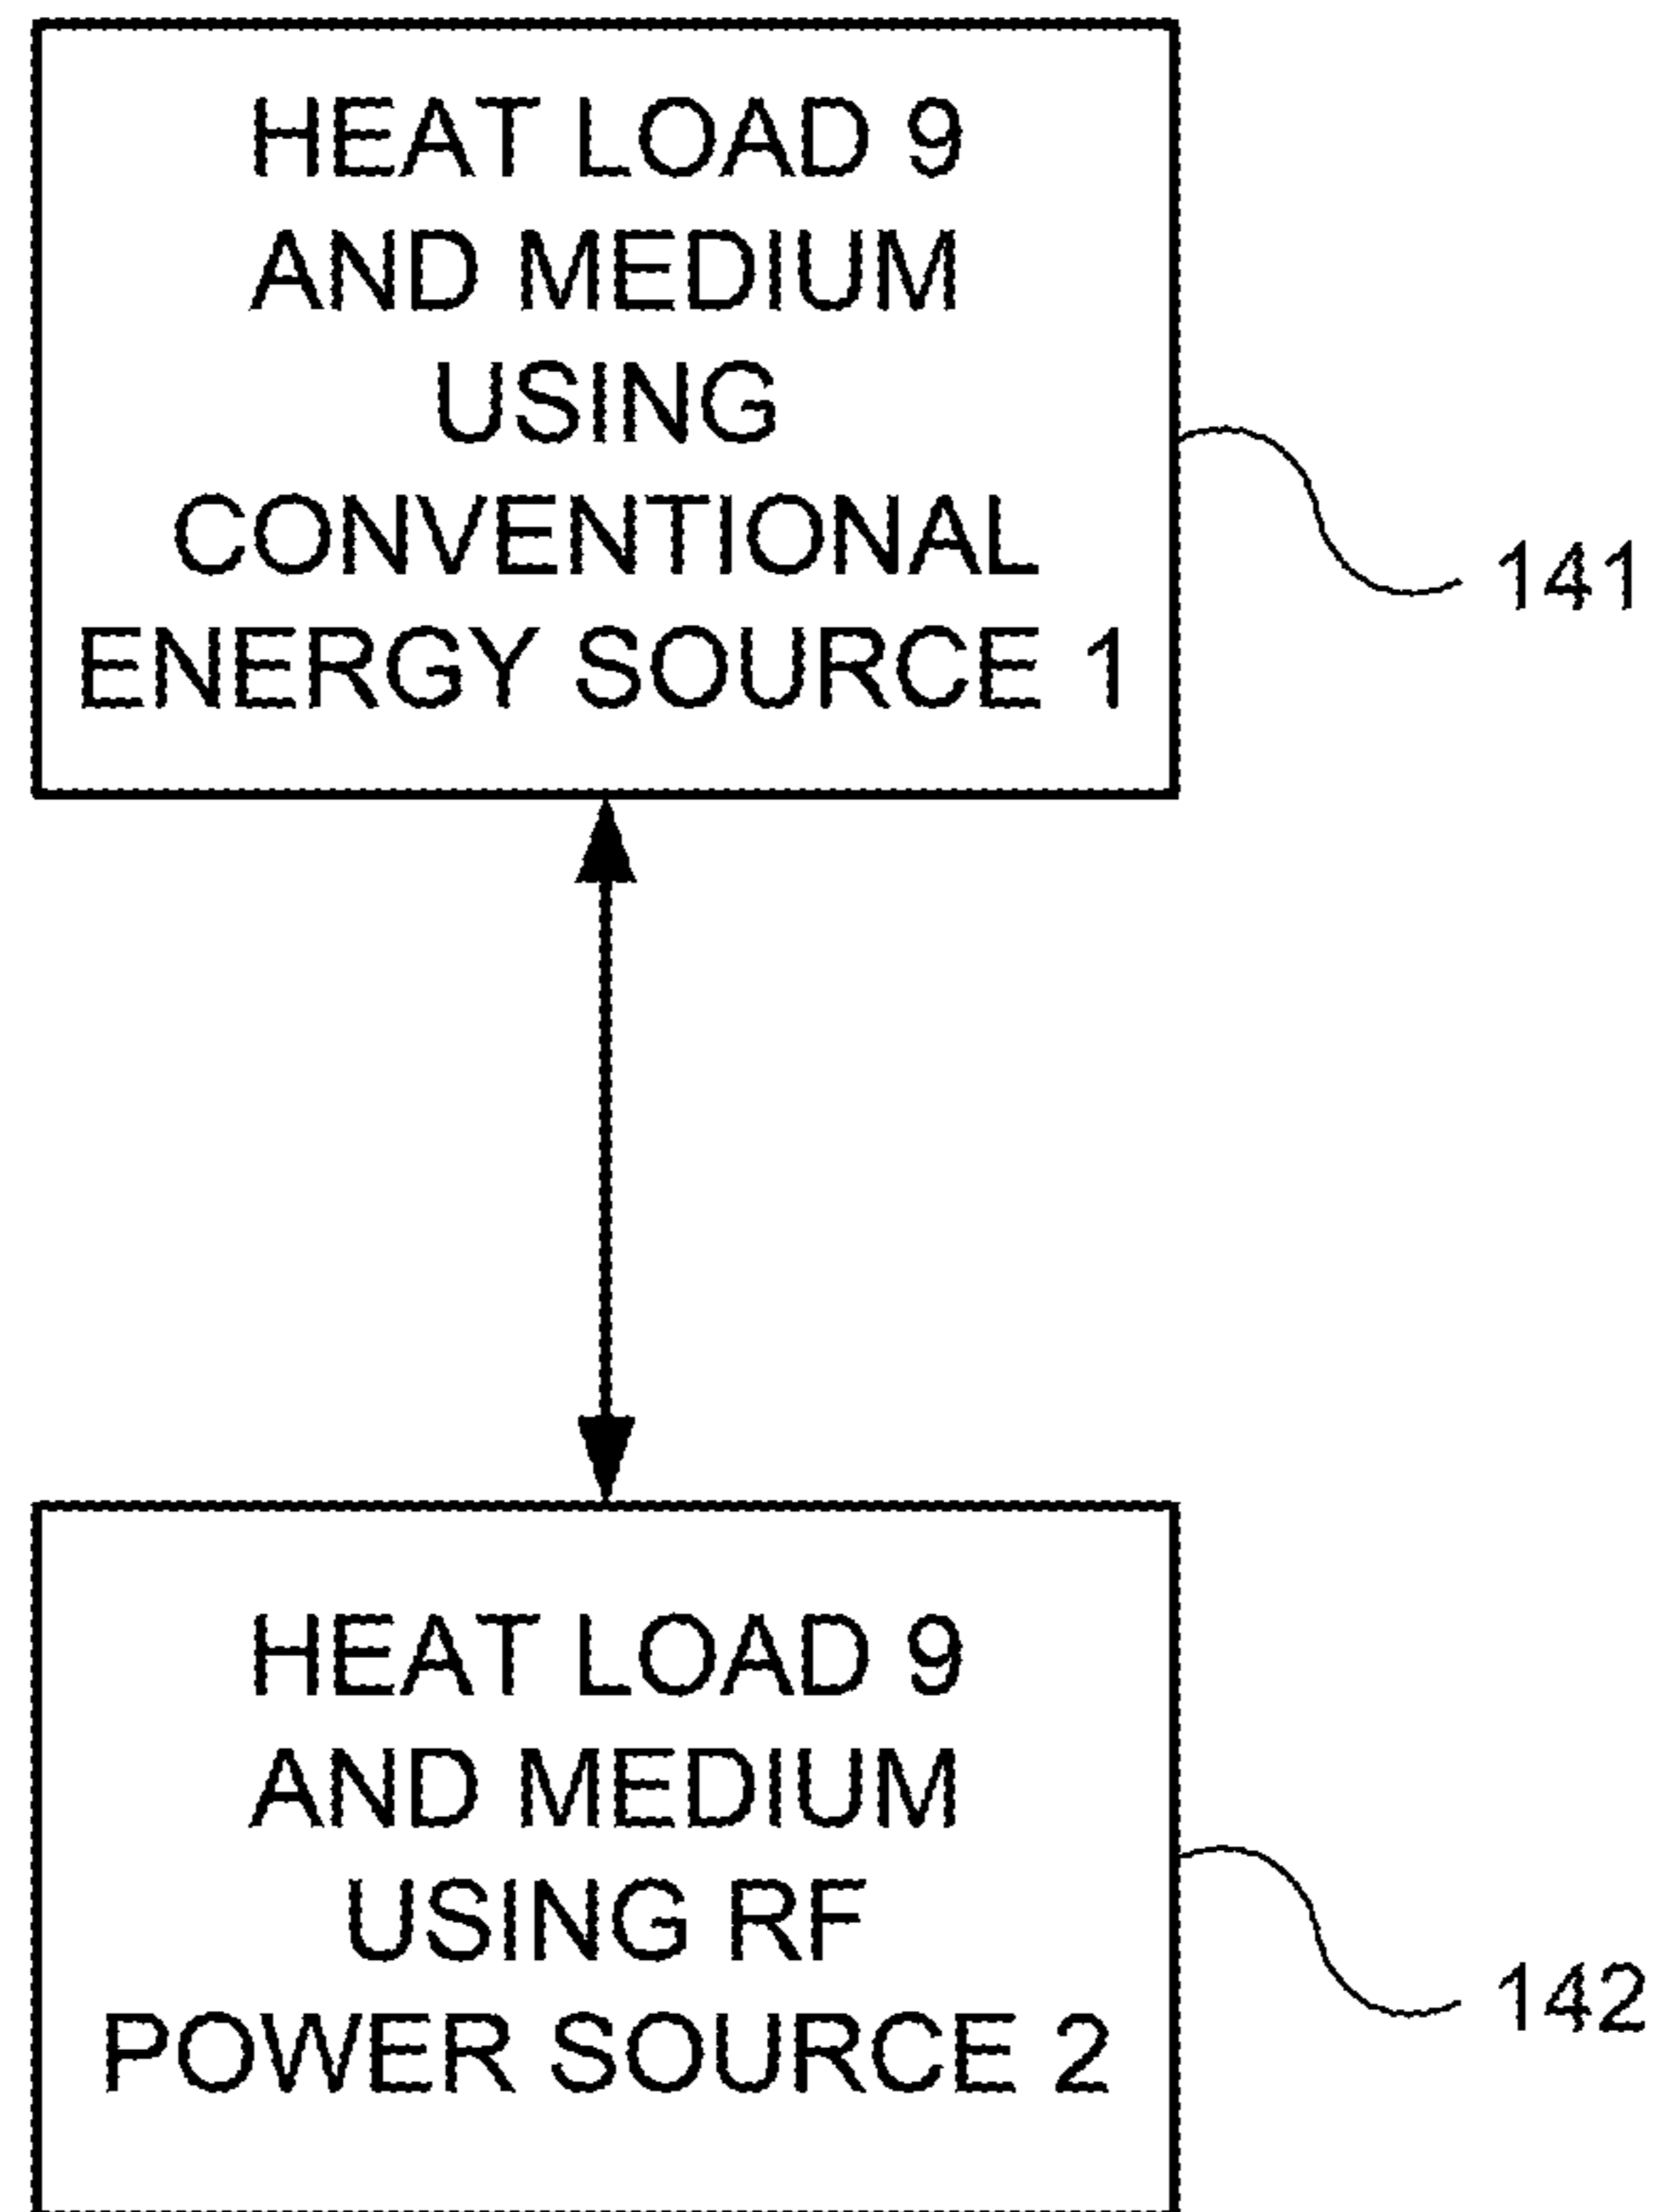 HEAT LOAD 9
AND MEDIUM
USING
CONVENTIONAL
ENERGY SOURCE 1
141
HEAT LOAD 9
AND MEDIUM
USING RF
POWER SOURCE 2
142